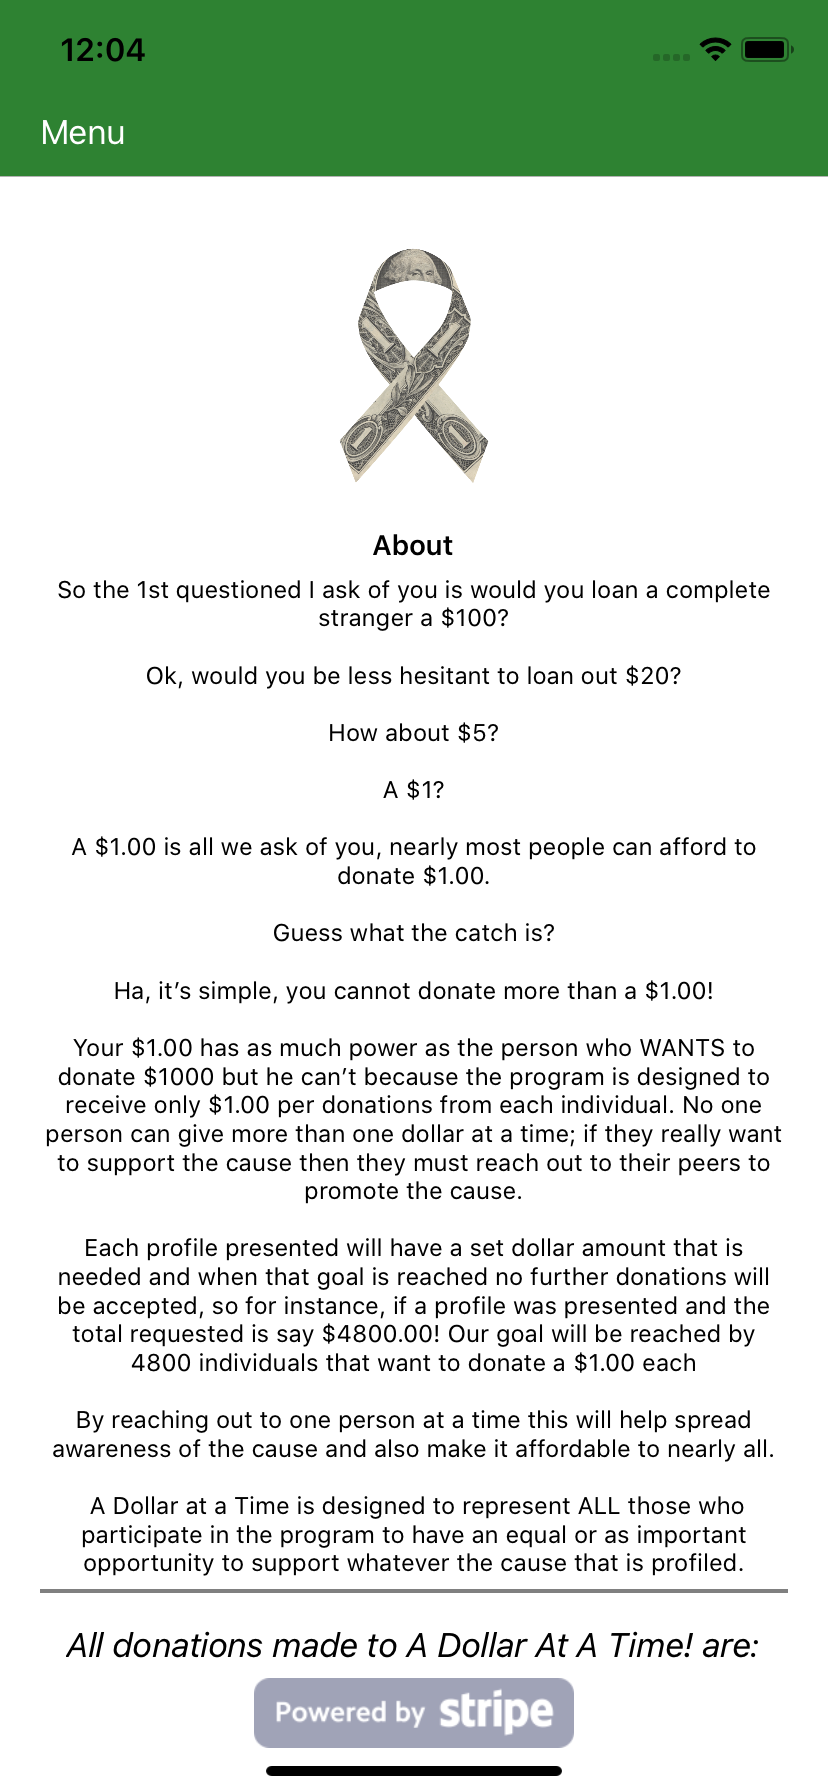 12:04
Menu
About
So the 1st questioned I ask of you is would you loan a complete
stranger a $100?
Ok, would you be less hesitant to loan out $20?
How about $5?
A $1?
A $1.00 is all we ask of you, nearly most people can afford to
donate $1.00.
Guess what the catch is?
Ha, it’s simple, you cannot donate more than a $1.00!
Your $1.00 has as much power as the person who WANTS to
donate $1000 but he can’t because the program is designed to
receive only $1.00 per donations from each individual. No one
person can give more than one dollar at a time; if they really want
to support the cause then they must reach out to their peers to
promote the cause.
Each profile presented will have a set dollar amount that is
needed and when that goal is reached no further donations will
be accepted, so for instance, if a profile was presented and the
total requested is say $4800.00! Our goal will be reached by
4800 individuals that want to donate a $1.00 each
By reaching out to one person at a time this will help spread
awareness of the cause and also make it affordable to nearly all.
A Dollar at a Time is designed to represent ALL those who
participate in the program to have an equal or as important
opportunity to support whatever the cause that is profiled.
All donations made to A Dollar At A Time! are:
Powered by stripe